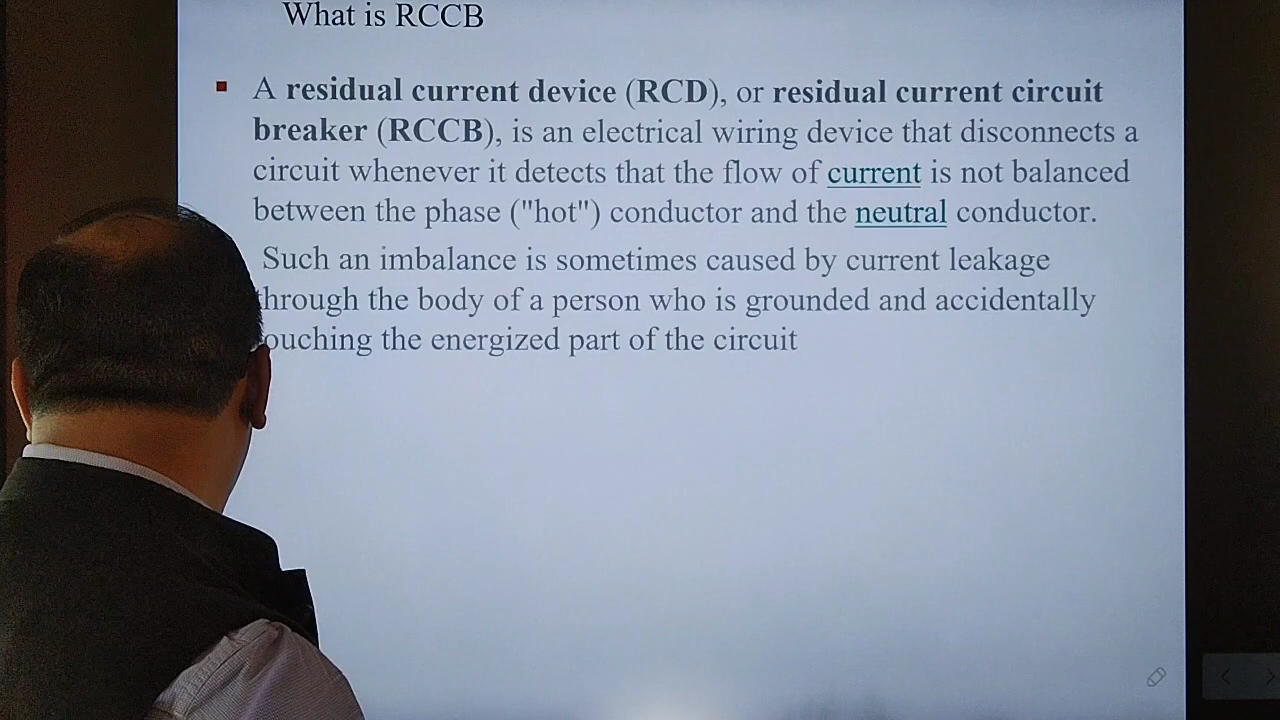 What is RCCB
▪ A residual current device (RCD), or residual current circuit
breaker (RCCB), is an electrical wiring device that disconnects a
circuit whenever it detects that the flow of current is not balanced
between the phase ("hot") conductor and the neutral conductor.
Such an imbalance is sometimes caused by current leakage
through the body of a person who is grounded and accidentally
ouching the energized part of the circuit